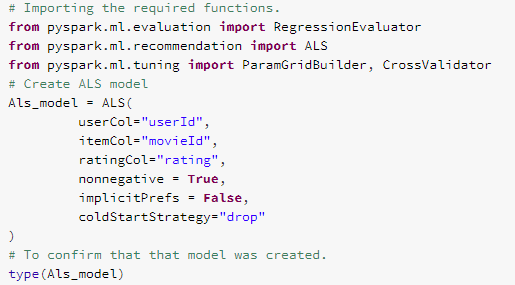 # Importing the required functions.
from pyspark.ml.evaluation import RegressionEvaluator
from pyspark.ml.recommendation import ALS
from pyspark.ml.tuning import ParamGridBuilder, CrossValidator
# Create ALS model
Als_model = ALS(
         userCol="userId",
         itemCol="movieId",
         ratingCol="rating",
         nonnegative = True,
         implicitPrefs = False,
         coldStartStrategy="drop"
)
# To confirm that that model was created.
type(Als_model)